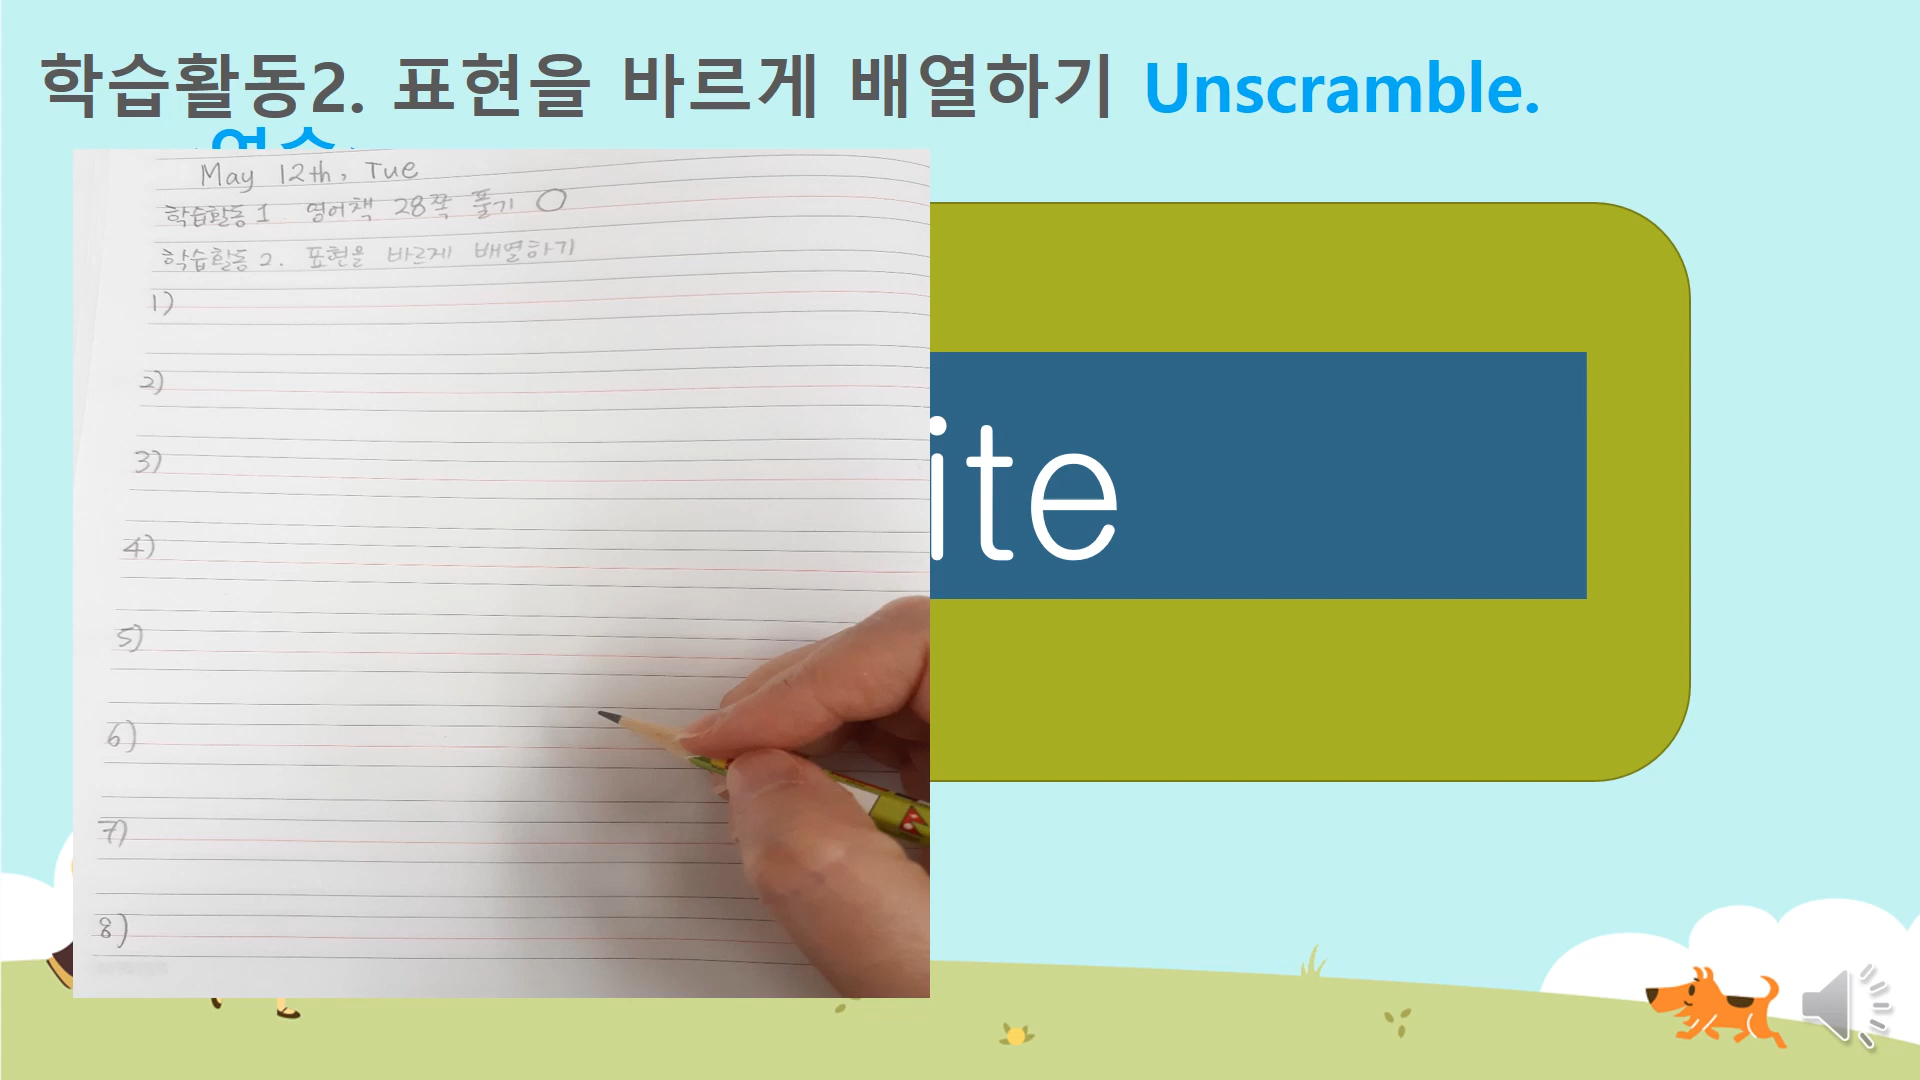 학습활동2. 표현을 바르게 배열하기 Unscramble.
May 12th, Tue
학습활동 1 영어책 28쪽 풀기 ○
학습활동 2. 표현을 바르게 배열하기
1)
2)
3)
4)
5)
6)
7)
8)
ite